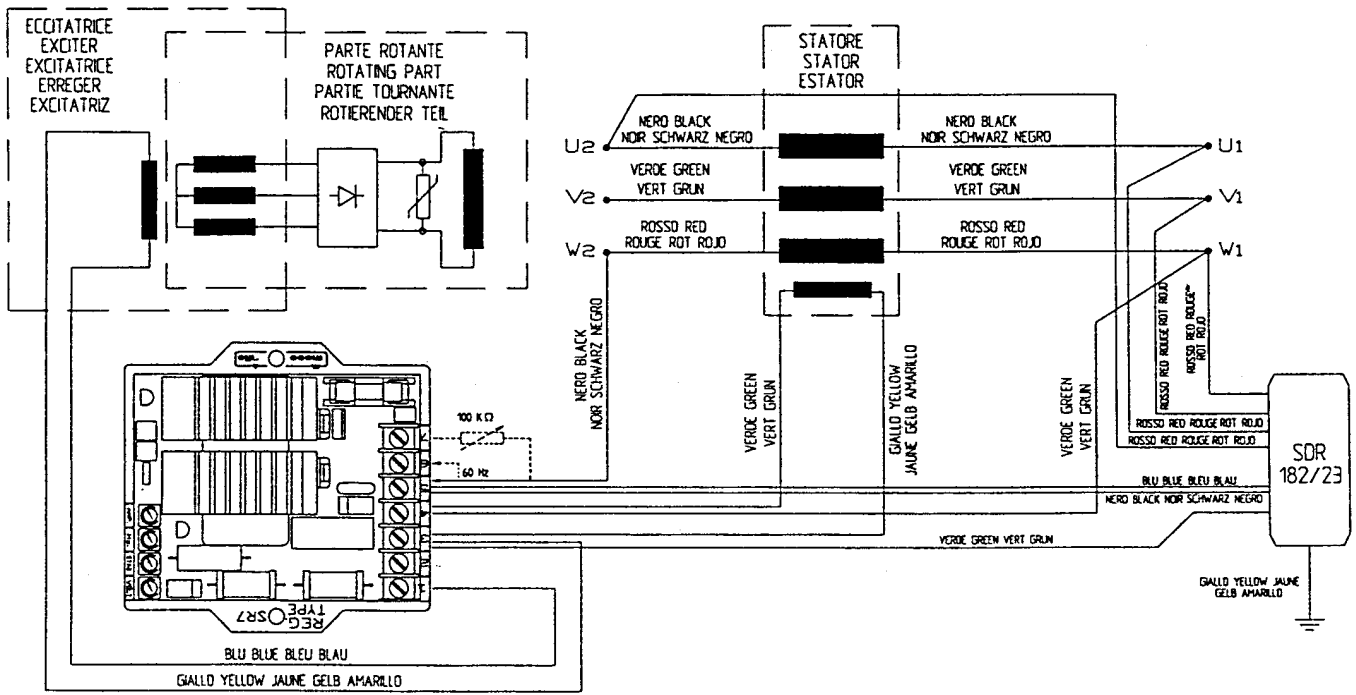 ECCITATRICE
EXCITER
EXCITATRICE
ERREGER
EXCITATRIZ
PARTE ROTANTE
ROTATING PART
PARTIE TOURNANTE
ROTIERENDER TEIL
STATORE
STATOR
ESTATOR
NERO BLACK
NOIR SCHWARZ NEGRO
NERO BLACK
NOIR SCHWARZ NEGRO
U2
U1
VERDE GREEN
VERT GRUN
VERDE GREEN
VERT GRUN
V2
V1
ROSSO RED
ROUGE ROT ROJO
ROSSO RED
ROUGE ROT ROJO
W2
W1
NERO BLACK
NOIR SCHWARZ NEGRO
VERDE GREEN
VERT GRUN
GIALLO YELLOW
JAUNE GELB AMARILLO
VERDE GREEN
VERT GRUN
ROSSO RED ROUGE ROT ROJO
ROSSO RED ROUGE
ROT ROJO
100 K Ω
60 Hz
ROSSO RED ROUGE ROT ROJO
ROSSO RED ROUGE ROT ROJO
SDR
182/23
BLU BLUE BLEU BLAU
NERO BLACK NOIR SCHWARZ NEGRO
VERDE GREEN VERT GRUN
GIALLO YELLOW JAUNE
GELB AMARILLO
REG
TYPE
SR7
BLU BLUE BLEU BLAU
GIALLO YELLOW JAUNE GELB AMARILLO